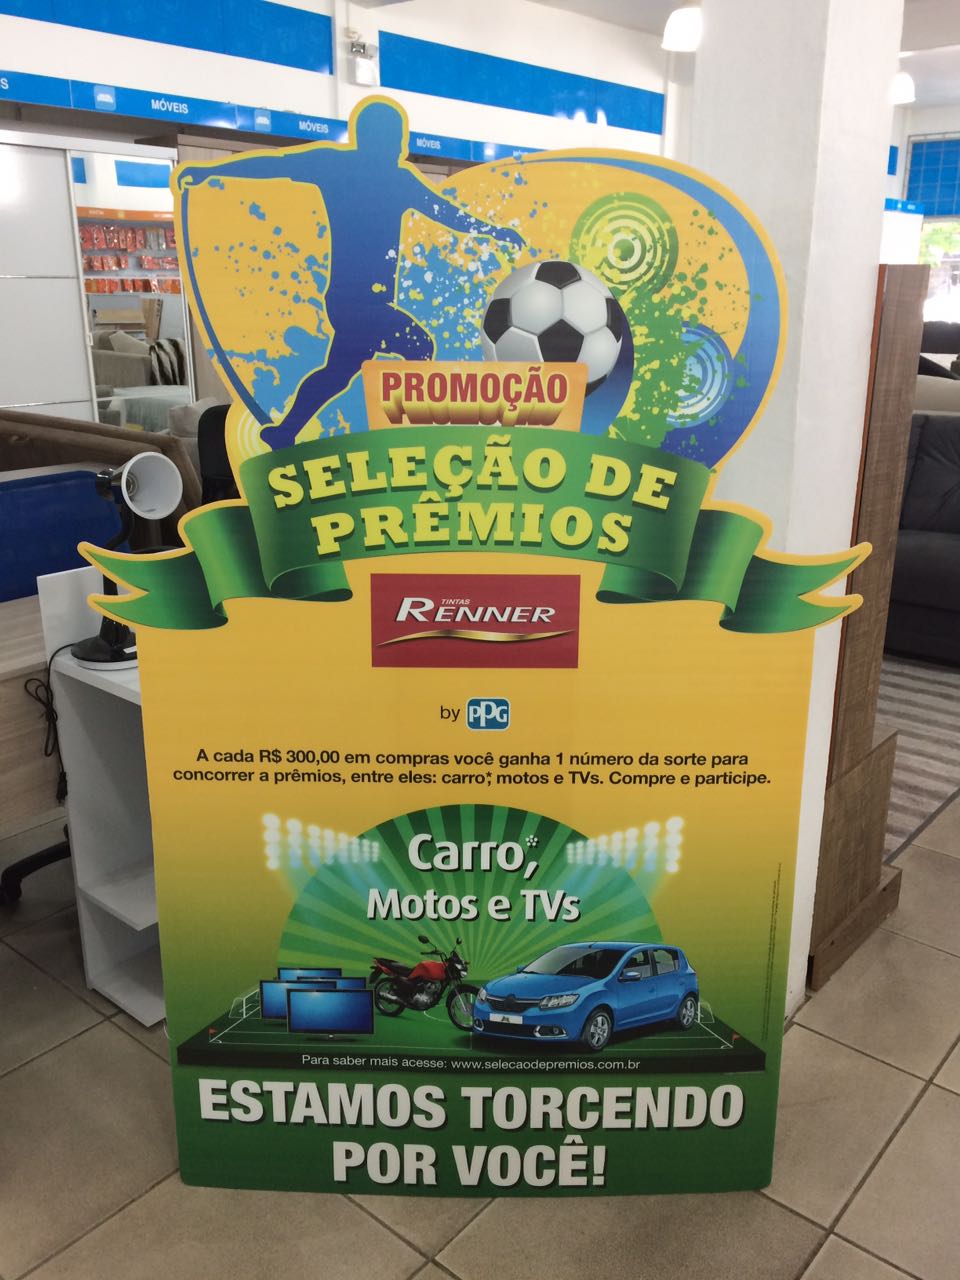 S
MÓVEIS
MÓVEIS
MÓVEIS
PROMOÇÃO
SELEÇÃO DE
PRÊMIOS
TINTAS
RENNER
by PPG
A cada R$ 300,00 em compras você ganha 1 número da sorte para
concorrer a prêmios, entre eles: carro*, motos e TVs. Compre e participe.
Carro*,
Motos e TVs
Para saber mais acesse: www.selecaodepremios.com.br
ESTAMOS TORCENDO
POR VOCÊ!